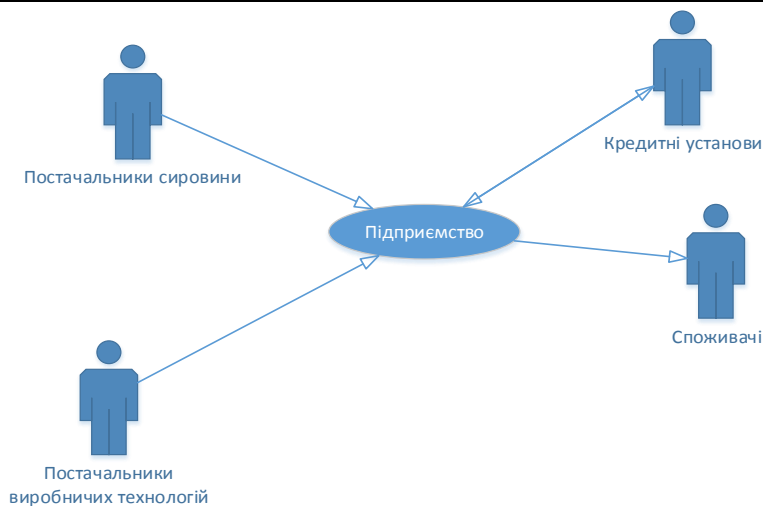 Кредитні установи
Постачальники сировини
Підприємство
Споживачі
Постачальники
виробничих технологій